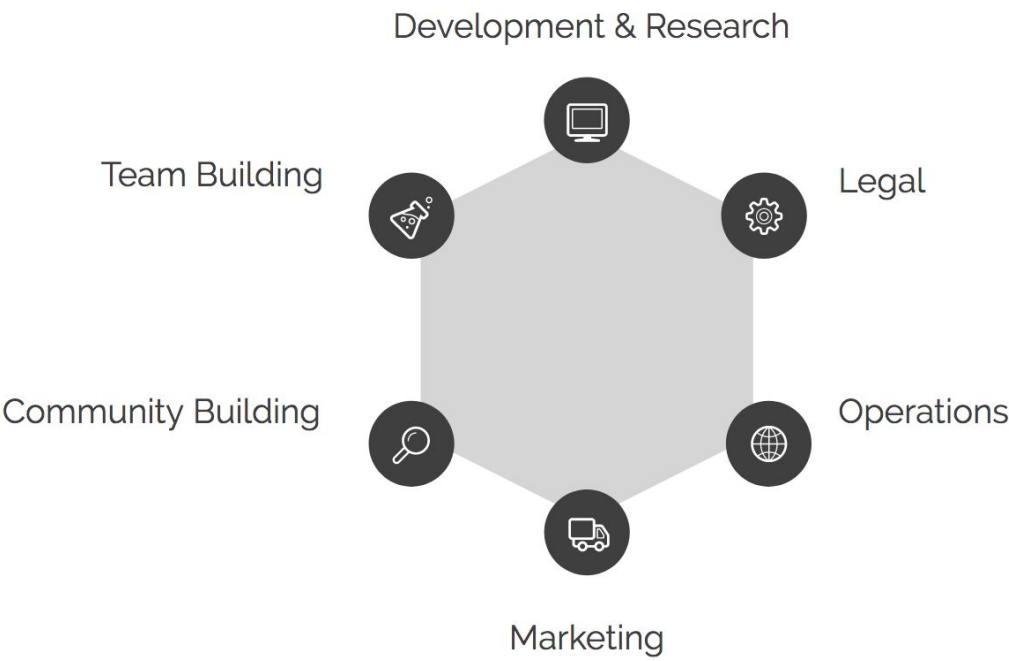 Development & Research
Team Building
Legal
Community Building
Operations
Marketing